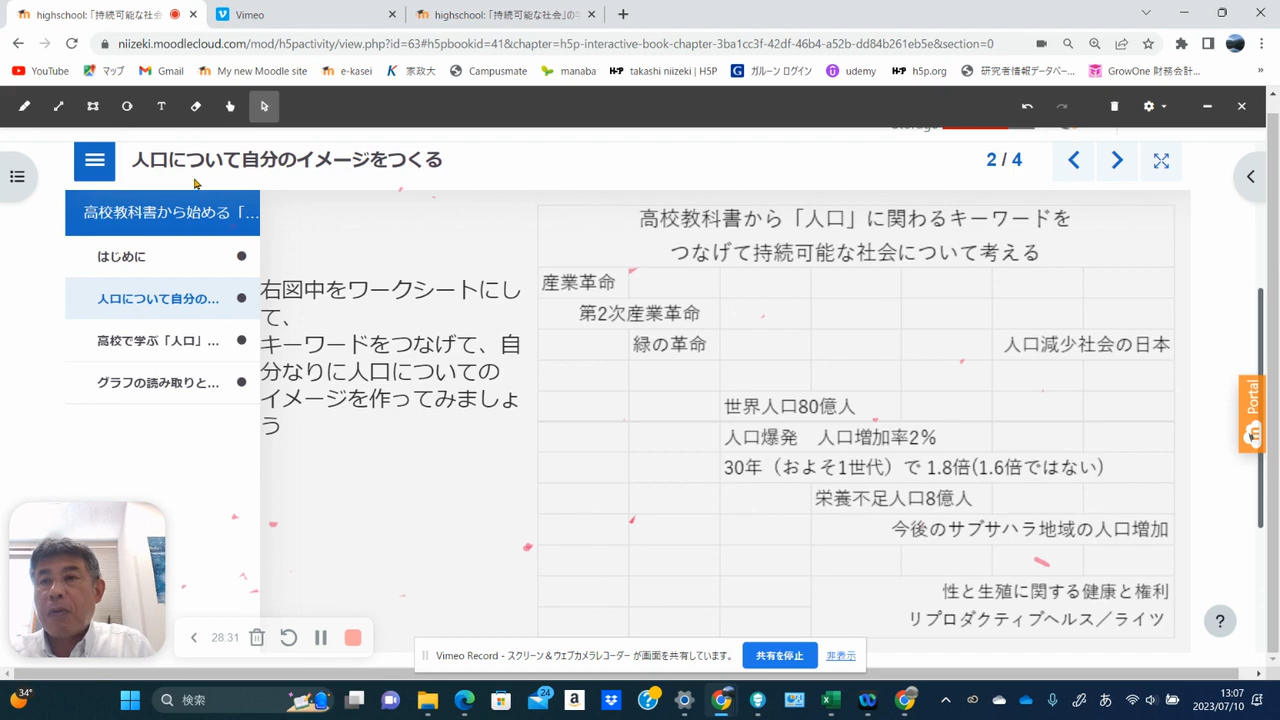 highschool: 「持続可能な社会
Vimeo
highschool: 「持続可能な社会」の学
niizeki.moodlecloud.com/mod/h5pactivity/view.php?id=63#h5pbookid=41&chapter=h5p-interactive-book-chapter-3ba1cc3f-42df-46b4-a52b-dd84b261eb5e&section=0
YouTube マップ Gmail My new Moodle site e-kasei 家政大 Campusmate manaba takashi niizeki | H5P ガルーン ログイン udemy h5p.org 研究者情報データベ... GrowOne 財務会計...
人口について自分のイメージをつくる
2 / 4
高校教科書から始める「...
はじめに
人口について自分の...
高校で学ぶ「人口」...
グラフの読み取りと...
右図中をワークシートにし
て、
キーワードをつなげて、自
分なりに人口についての
イメージを作ってみましょ
う
高校教科書から「人口」に関わるキーワードを
つなげて持続可能な社会について考える
産業革命
第2次産業革命
緑の革命
人口減少社会の日本
世界人口80億人
人口爆発 人口増加率2%
30年（およそ1世代）で 1.8倍(1.6倍ではない)
栄養不足人口8億人
今後のサブサハラ地域の人口増加
性と生殖に関する健康と権利
リプロダクティブヘルス／ライツ
Portal
28.31
Vimeo Record - スクリーン＆ウェブカメラレコーダー が画面を共有しています。
共有を停止
非表示
?
34°
検索
24
あ
13:07
2023/07/10